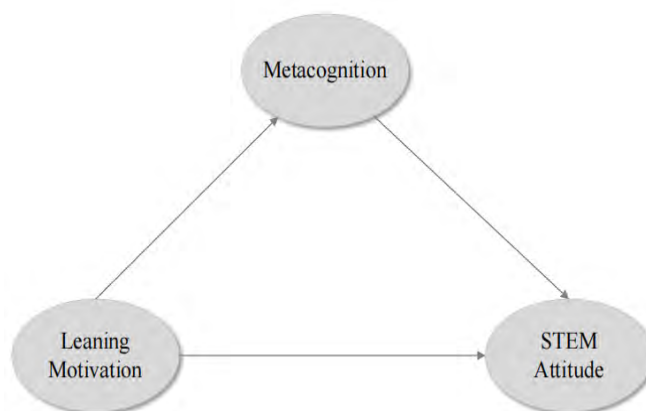 Metacognition
Leaning
Motivation
STEM
Attitude